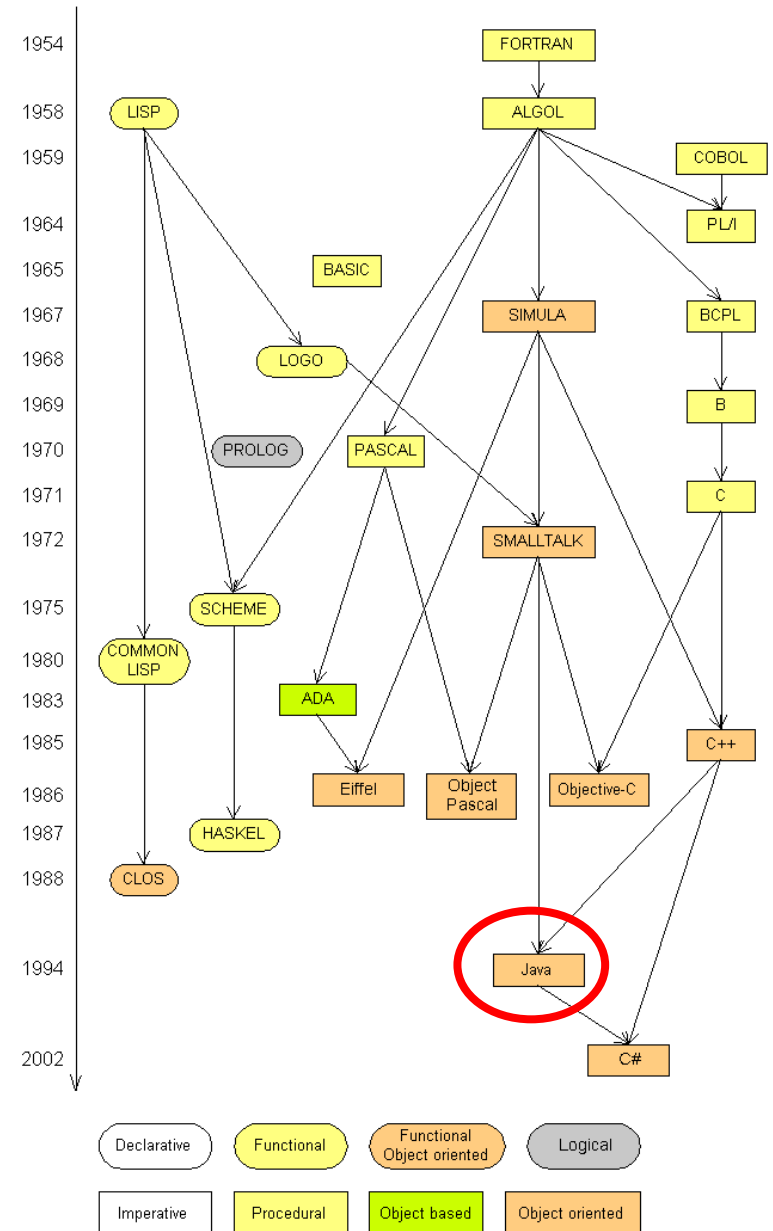 1954
FORTRAN
1958
LISP
ALGOL
1959
COBOL
1964
PL/I
1965
BASIC
1967
SIMULA
BCPL
1968
LOGO
1969
B
1970
PROLOG
PASCAL
1971
C
1972
SMALLTALK
1975
SCHEME
1980
COMMON
LISP
1983
ADA
1985
C++
1986
Eiffel
Object
Pascal
Objective-C
1987
HASKEL
1988
CLOS
1994
Java
2002
C#
Declarative
Functional
Functional
Object oriented
Logical
Imperative
Procedural
Object based
Object oriented